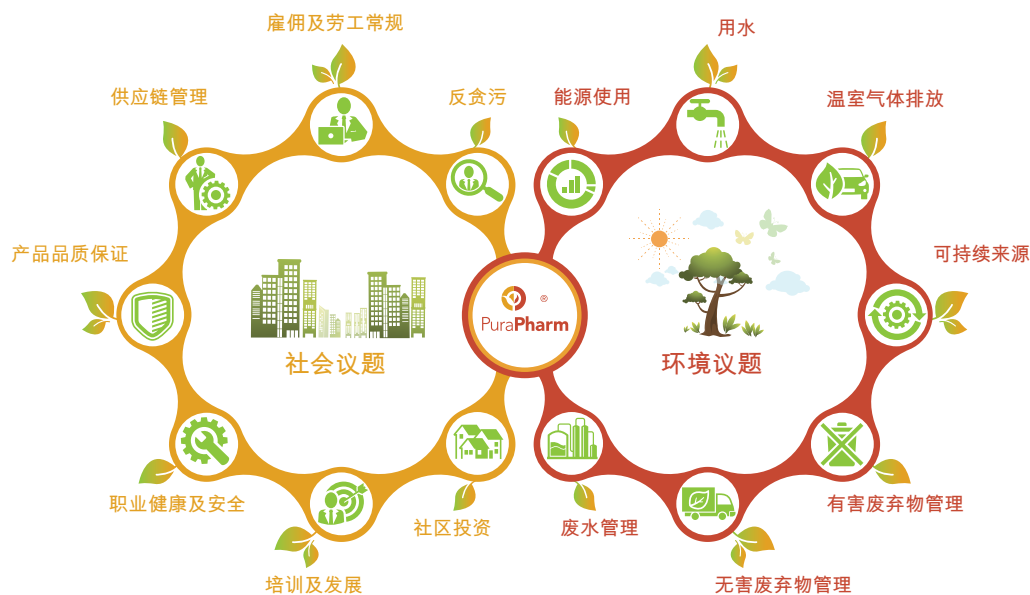 雇佣及劳工常规
用水
供应链管理
反贪污
能源使用
温室气体排放
产品品质保证
可持续来源
®
PuraPharm
社会议题
环境议题
职业健康及安全
社区投资
废水管理
有害废弃物管理
培训及发展
无害废弃物管理